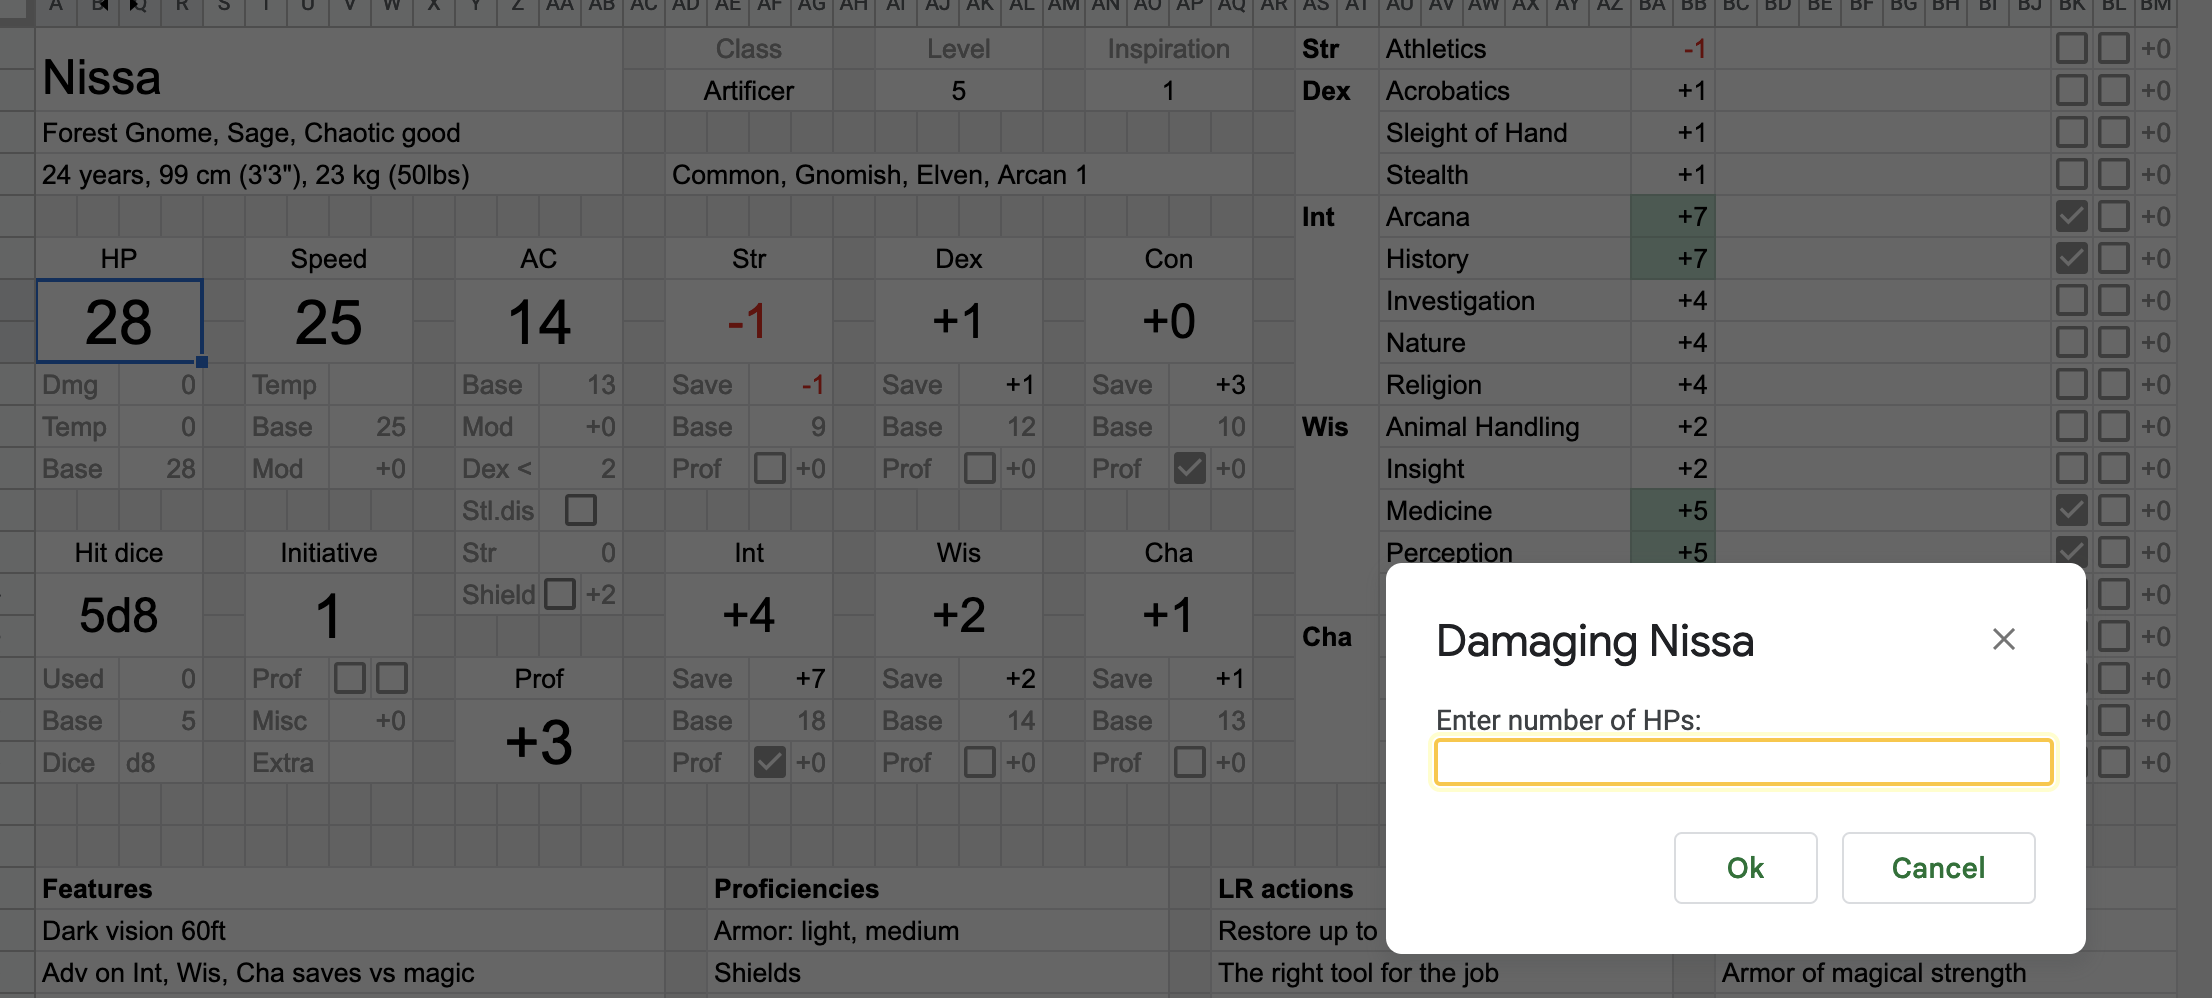 A B Q R S T U V W X Y Z AA AB AC AD AE AF AG AH AI AJ AK AL AM AN AO AP AQ AR AS AT AU AV AW AX AY AZ BA BB BC BD BE BF BG BH BI BJ BK BL BM
Nissa
Class Level Inspiration
Artificer 5 1
Forest Gnome, Sage, Chaotic good
24 years, 99 cm (3'3"), 23 kg (50lbs) Common, Gnomish, Elven, Arcan 1
HP Speed AC Str Dex Con
28 25 14 -1 +1 +0
Dmg 0 Temp Base 13 Save -1 Save +1 Save +3
Temp 0 Base 25 Mod +0 Base 9 Base 12 Base 10
Base 28 Mod +0 Dex < 2 Prof +0 Prof +0 Prof +0
Stl.dis
Hit dice Initiative Str 0 Int Wis Cha
5d8 1 Shield +2 +4 +2 +1
Used 0 Prof Prof Save +7 Save +2 Save +1
Base 5 Misc +0 +3 Base 18 Base 14 Base 13
Dice d8 Extra Prof +0 Prof +0 Prof +0
Str Athletics -1 +0
Dex Acrobatics +1 +0
Sleight of Hand +1 +0
Stealth +1 +0
Int Arcana +7 +0
History +7 +0
Investigation +4 +0
Nature +4 +0
Religion +4 +0
Wis Animal Handling +2 +0
Insight +2 +0
Medicine +5 +0
Perception +5 +0
+0
Cha +0
+0
+0
+0
Damaging Nissa
Enter number of HPs:
Ok Cancel
Features Proficiencies LR actions
Dark vision 60ft Armor: light, medium Restore up to
Adv on Int, Wis, Cha saves vs magic Shields The right tool for the job Armor of magical strength